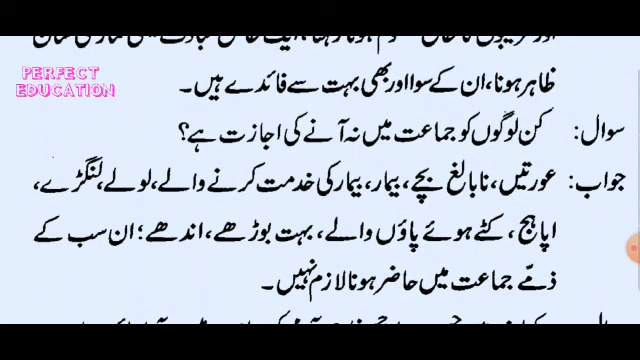 PERFECT
EDUCATION
ظاہر ہونا، ان کے سوا اور بھی بہت سے فائدے ہیں۔
سوال: کن لوگوں کو جماعت میں نہ آنے کی اجازت ہے؟
جواب: عورتیں، نابالغ بچے، بیمار، بیمار کی خدمت کرنے والے، لولے، لنگڑے،
اپاہج، کٹے ہوئے پاؤں والے، بہت بوڑھے، اندھے؛ ان سب کے
ذمّے جماعت میں حاضر ہونا لازم نہیں۔